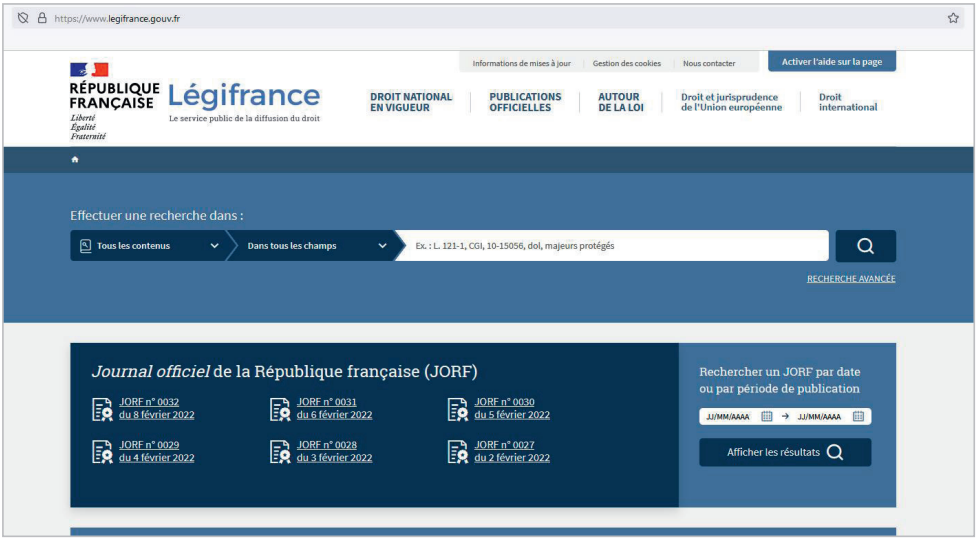 https://www.legifrance.gouv.fr
Informations de mises à jour
Gestion des cookies
Nous contacter
Activer l'aide sur la page
RÉPUBLIQUE
FRANÇAISE
Liberté
Égalité
Fraternité
Légifrance
Le service public de la diffusion du droit
DROIT NATIONAL
EN VIGUEUR
PUBLICATIONS
OFFICIELLES
AUTOUR
DE LA LOI
Droit et jurisprudence
de l'Union européenne
Droit
international
Effectuer une recherche dans :
Tous les contenus
Dans tous les champs
Ex. : L. 121-1, CGI, 10-15056, dol, majeurs protégés
RECHERCHE AVANCÉE
Journal officiel de la République française (JORF)
JORF n° 0032
du 8 février 2022
JORF n° 0031
du 6 février 2022
JORF n° 0030
du 5 février 2022
JORF n° 0029
du 4 février 2022
JORF n° 0028
du 3 février 2022
JORF n° 0027
du 2 février 2022
Rechercher un JORF par date
ou par période de publication
JJ/MM/AAAA
JJ/MM/AAAA
Afficher les résultats